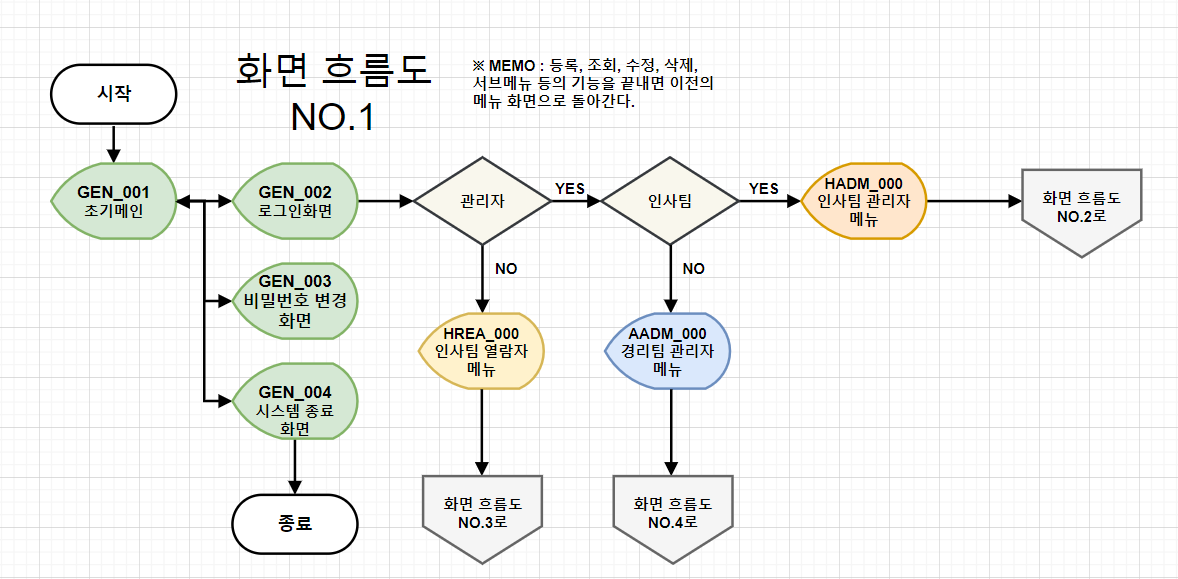 화면 흐름도
NO.1
※ MEMO : 등록, 조회, 수정, 삭제,
서브메뉴 등의 기능을 끝내면 이전의
메뉴 화면으로 돌아간다.
시작
GEN_001
초기메인
GEN_002
로그인화면
관리자
YES
인사팀
YES
HADM_000
인사팀 관리자
메뉴
화면 흐름도
NO.2로
NO
NO
GEN_003
비밀번호 변경
화면
HREA_000
인사팀 열람자
메뉴
AADM_000
경리팀 관리자
메뉴
GEN_004
시스템 종료
화면
종료
화면 흐름도
NO.3로
화면 흐름도
NO.4로